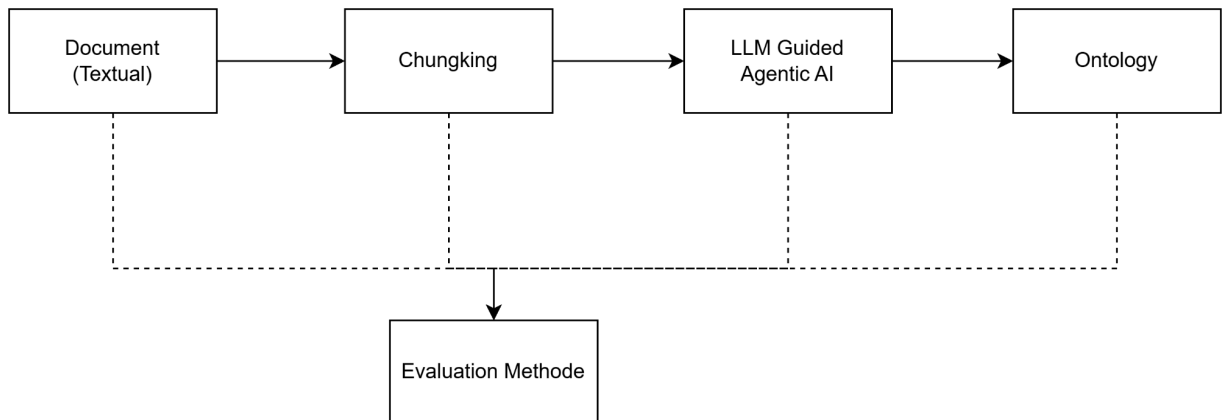 Document
(Textual)
Chungking
LLM Guided
Agentic AI
Ontology
Evaluation Methode